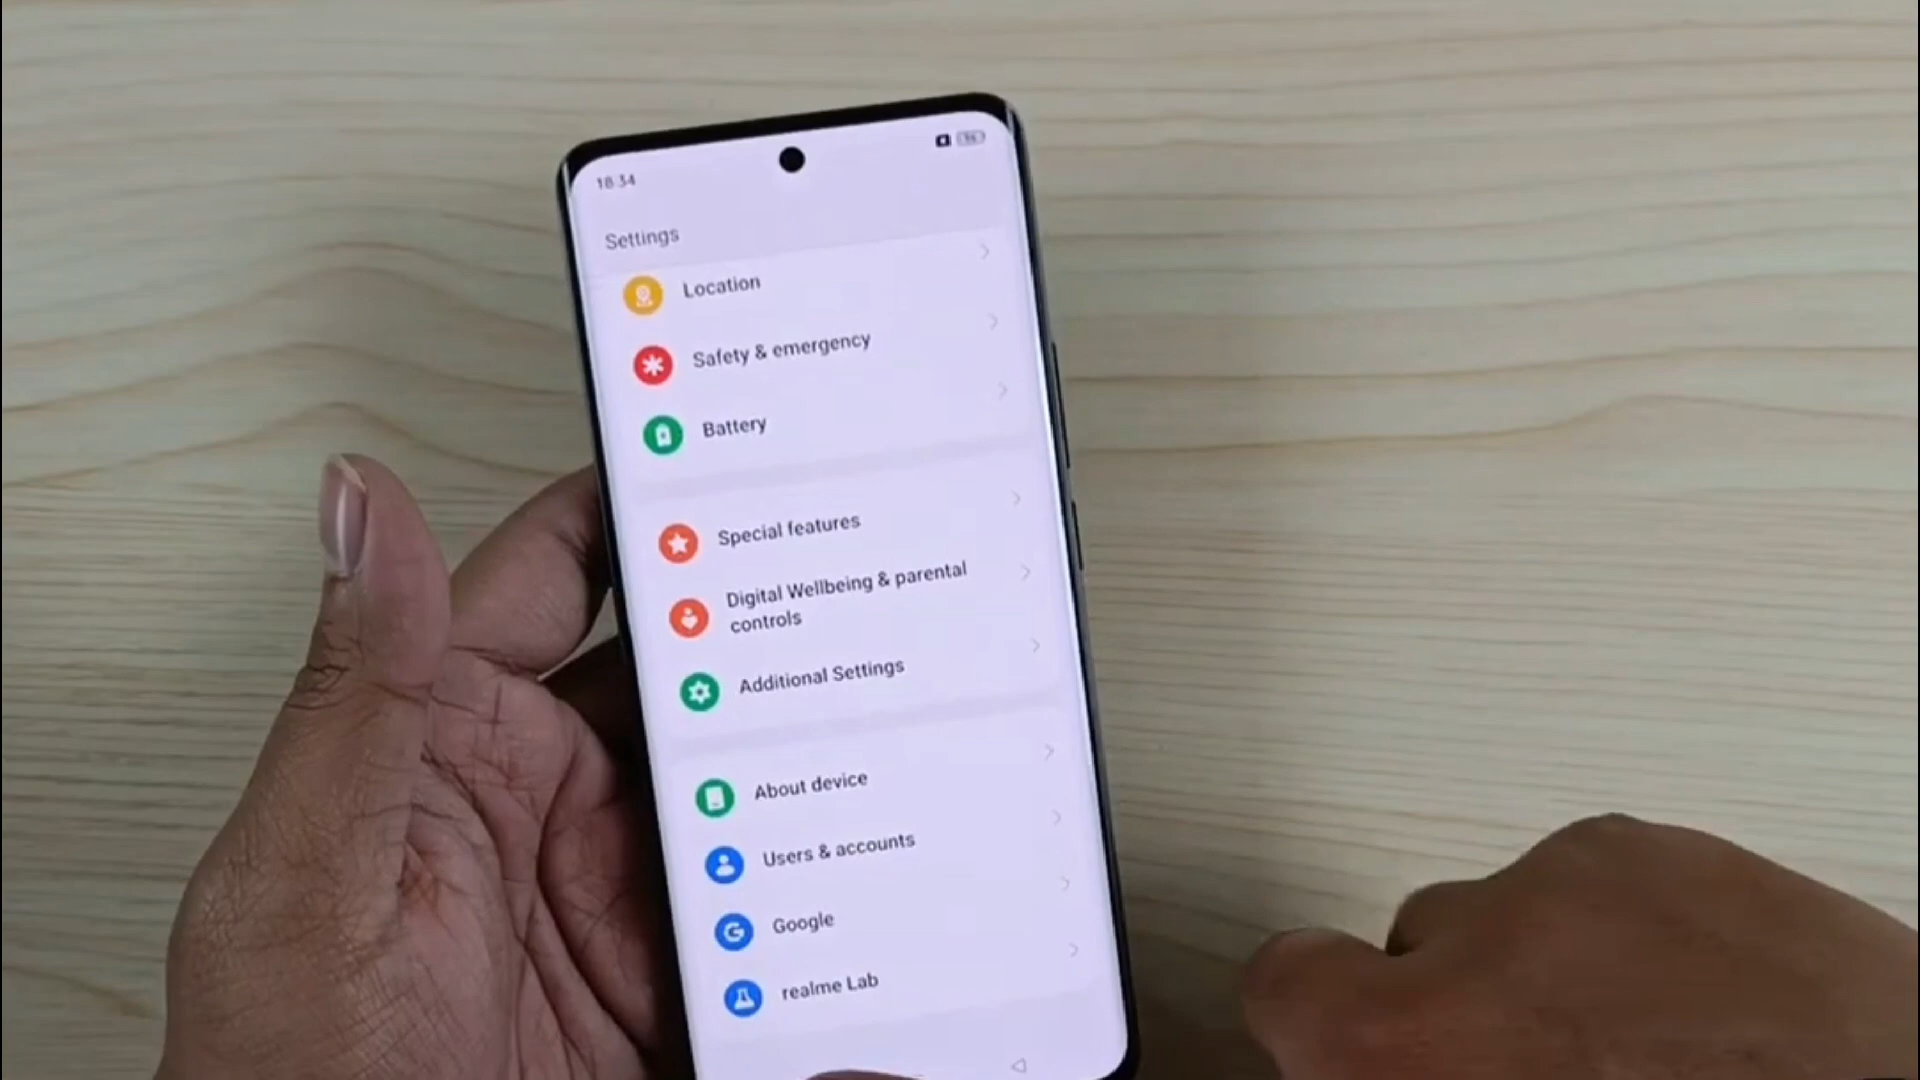 18:34
Settings
Location
Safety & emergency
Battery
Special features
Digital Wellbeing & parental
controls
Additional Settings
About device
Users & accounts
Google
realme Lab